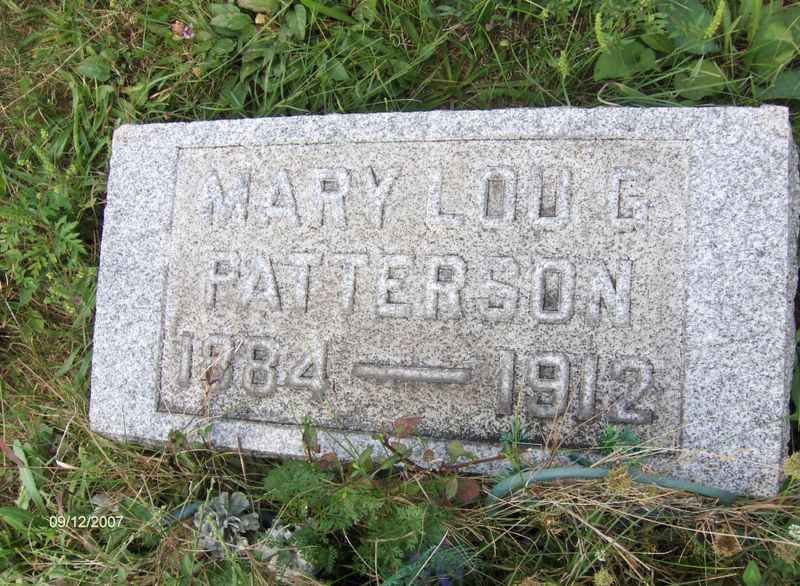 MARY LOU G
PATTERSON
1884 — 1912
09/12/2007